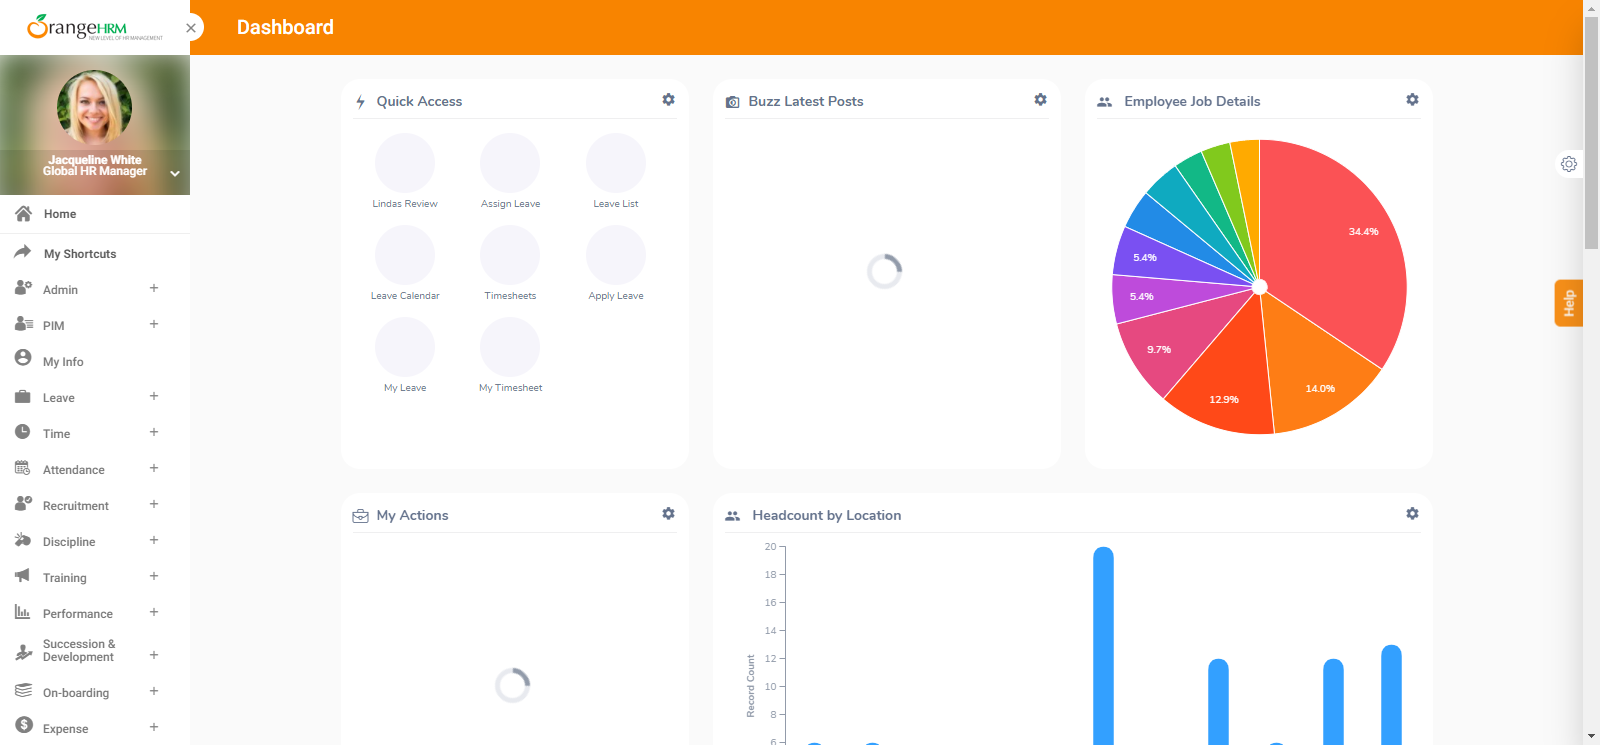 OrangeHRM
NEW LEVEL OF HR MANAGEMENT
Dashboard
Jacqueline White
Global HR Manager
Home
My Shortcuts
Admin
PIM
My Info
Leave
Time
Attendance
Recruitment
Discipline
Training
Performance
Succession &
Development
On-boarding
Expense
Quick Access
Lindas Review
Assign Leave
Leave List
Leave Calendar
Timesheets
Apply Leave
My Leave
My Timesheet
Buzz Latest Posts
Employee Job Details
34.4%
5.4%
5.4%
9.7%
14.0%
12.9%
Help
My Actions
Headcount by Location
20
18
16
14
12
10
8
6
Record Count